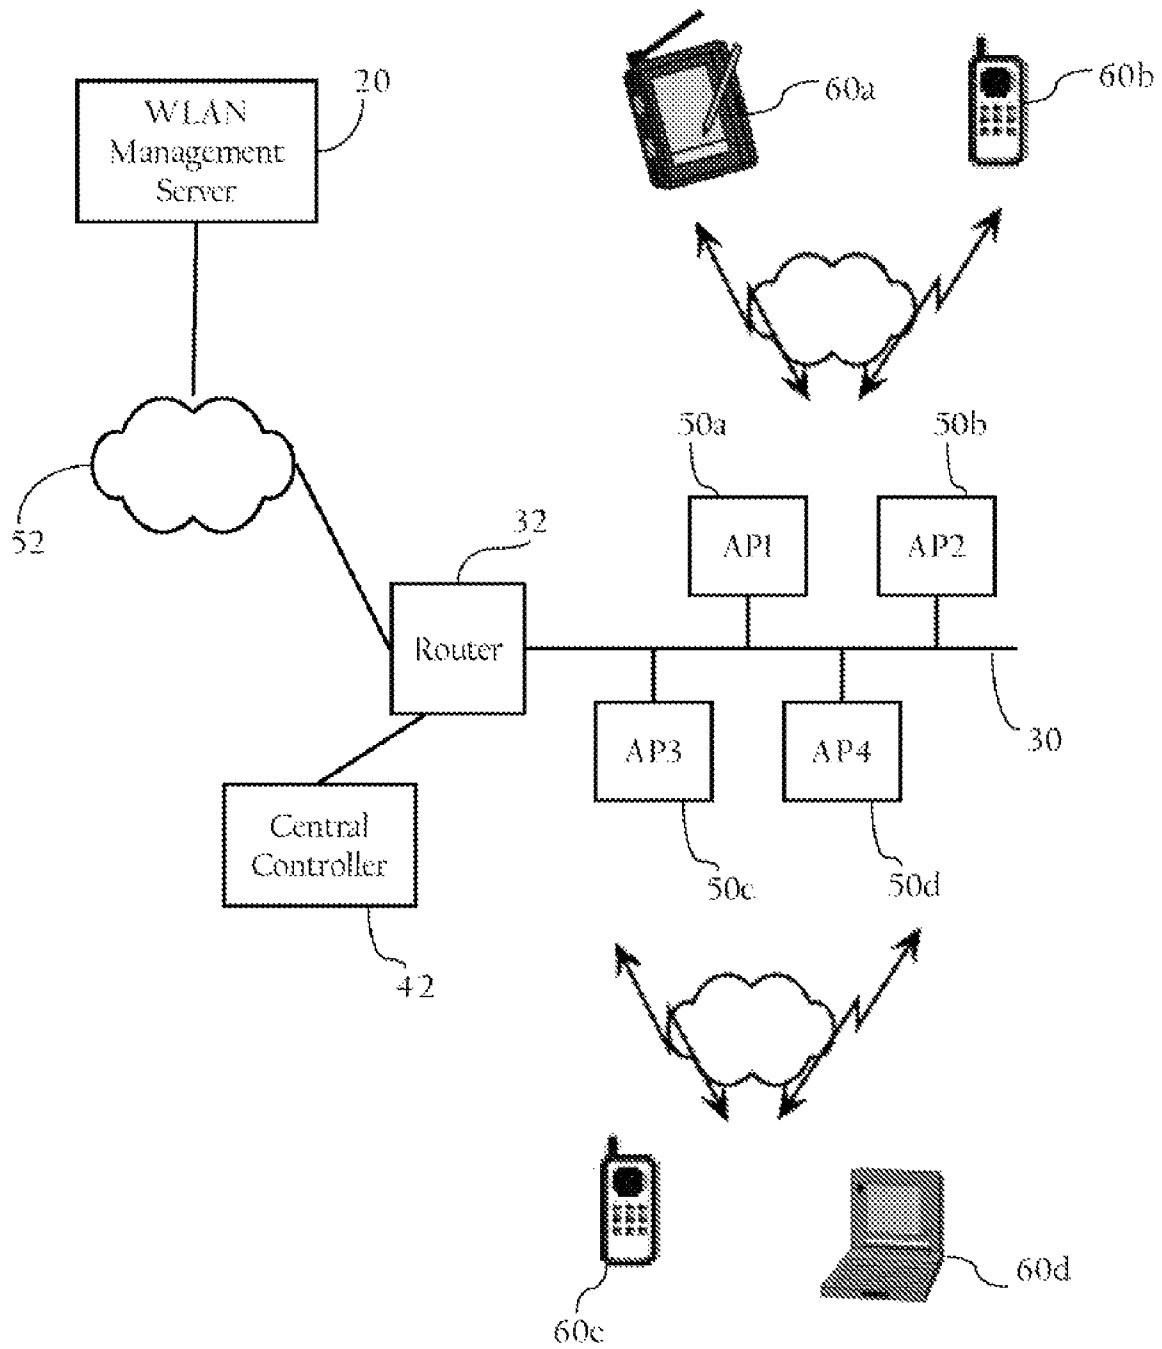 20
WLAN
Management
Server
60a
60b
50a
50b
52
32
AP1
AP2
Router
30
AP3
AP4
Central
Controller
50c
50d
42
60c
60d